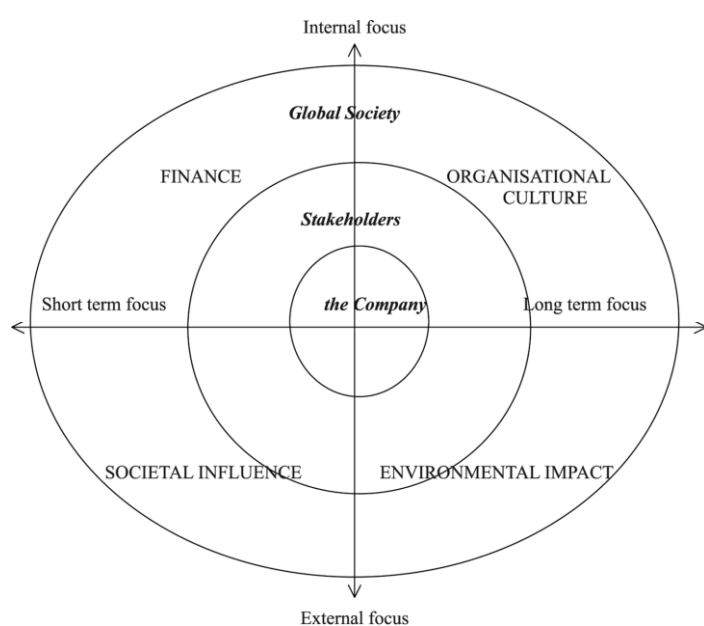 Internal focus
Global Society
FINANCE
ORGANISATIONAL
CULTURE
Stakeholders
Short term focus
the Company
Long term focus
SOCIETAL INFLUENCE
ENVIRONMENTAL IMPACT
External focus